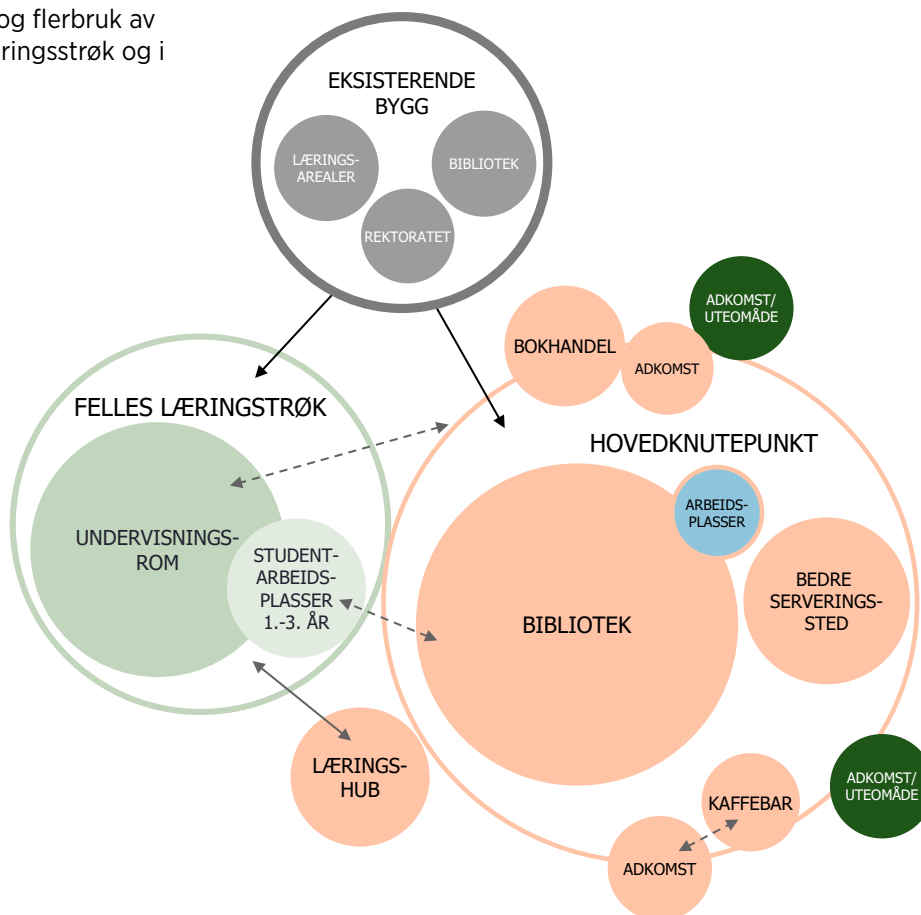 og flerbruk av
ringsstrøk og i
EKSISTERENDE
BYGG
LÆRINGS-
AREALER
BIBLIOTEK
REKTORATET
ADKOMST/
UTEOMÅDE
BOKHANDEL
ADKOMST
FELLES LÆRINGSTRØK
HOVEDKNUTEPUNKT
UNDERVISNINGS-
ROM
STUDENT-
ARBEIDS-
PLASSER
1.-3. ÅR
ARBEIDS-
PLASSER
BEDRE
SERVERINGS-
STED
BIBLIOTEK
LÆRINGS-
HUB
KAFFEBAR
ADKOMST/
UTEOMÅDE
ADKOMST